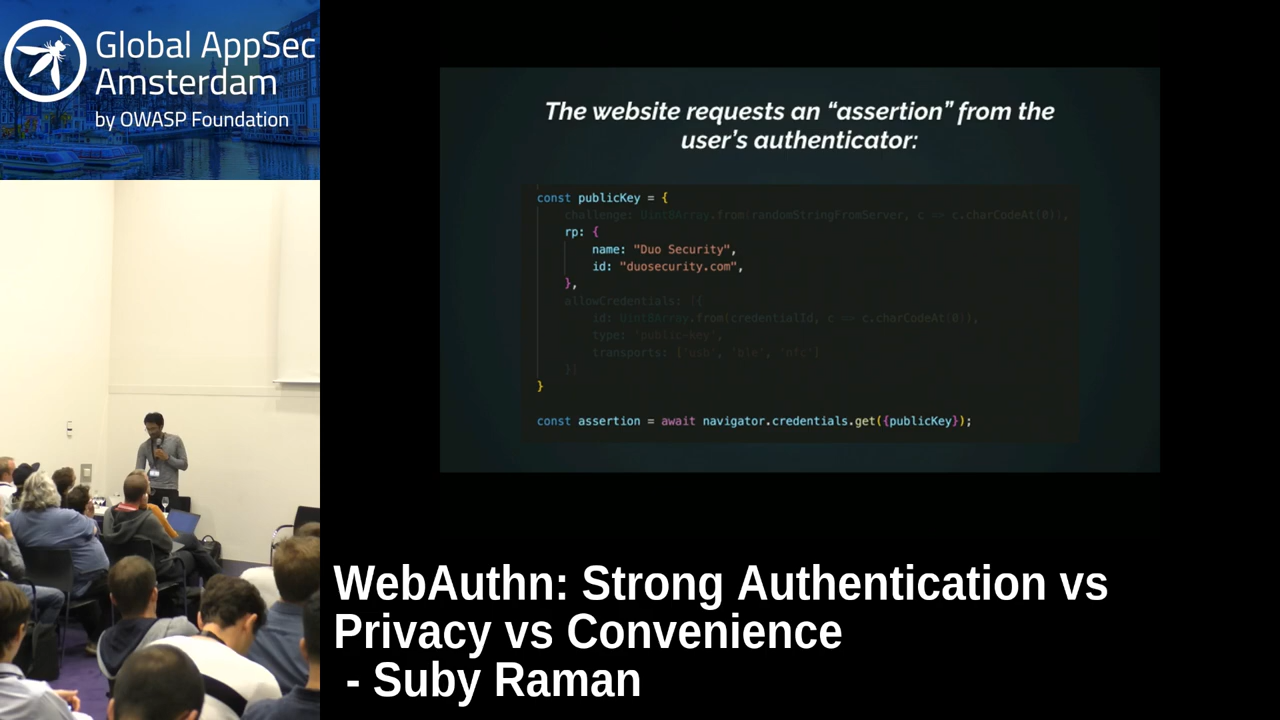 Global AppSec
Amsterdam
by OWASP Foundation
The website requests an “assertion” from the
user’s authenticator:
const publicKey = {
challenge: Uint8Array.from(randomStringFromServer, c => c.charCodeAt(0)),
rp: {
name: "Duo Security",
id: "duosecurity.com",
},
allowCredentials: [{
id: Uint8Array.from(credentialId, c => c.charCodeAt(0)),
type: "public-key",
transports: ["usb", "ble", "nfc"]
}]
}
const assertion = await navigator.credentials.get({publicKey});
WebAuthn: Strong Authentication vs
Privacy vs Convenience
- Suby Raman